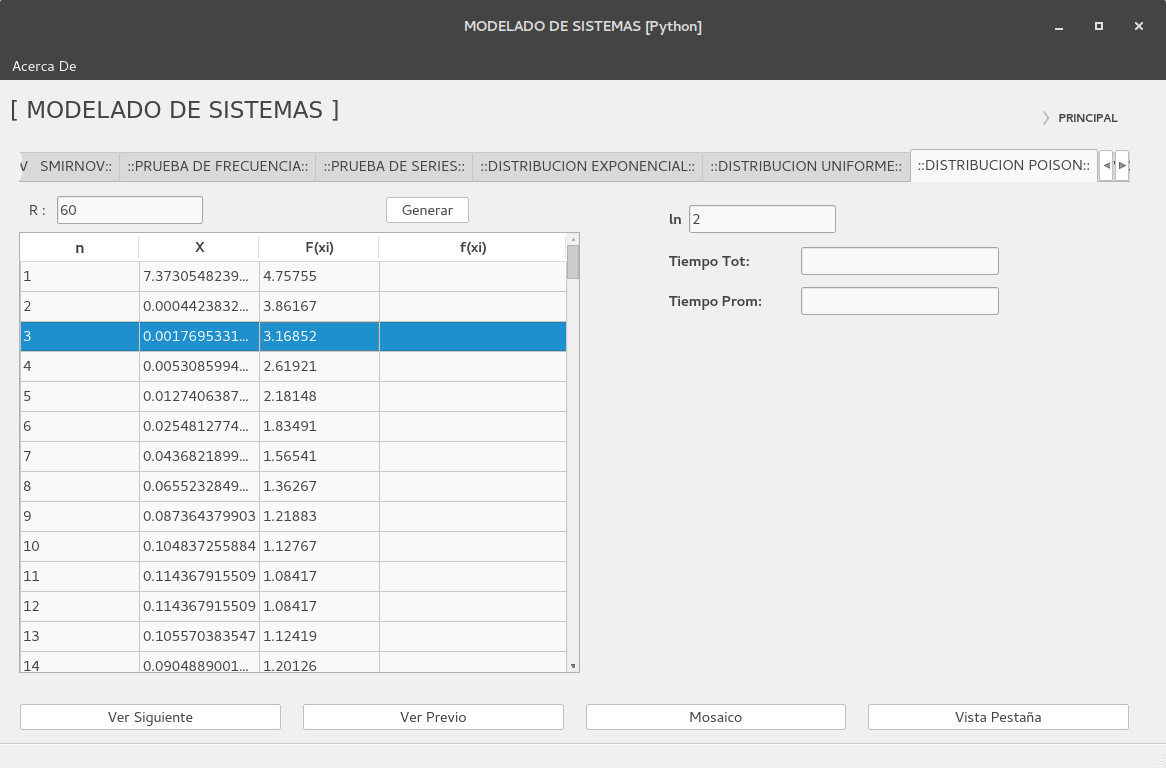 MODELADO DE SISTEMAS [Python]
Acerca De
[ MODELADO DE SISTEMAS ]
PRINCIPAL
V SMIRNOV:: ::PRUEBA DE FRECUENCIA:: ::PRUEBA DE SERIES:: ::DISTRIBUCION EXPONENCIAL:: ::DISTRIBUCION UNIFORME:: ::DISTRIBUCION POISON::
R : 60 Generar
ln 2
n X F(xi) f(xi)
Tiempo Tot:
1 7.3730548239... 4.75755
Tiempo Prom:
2 0.0004423832... 3.86167
3 0.0017695331... 3.16852
4 0.0053085994... 2.61921
5 0.0127406387... 2.18148
6 0.0254812774... 1.83491
7 0.0436821899... 1.56541
8 0.0655232849... 1.36267
9 0.087364379903 1.21883
10 0.104837255884 1.12767
11 0.114367915509 1.08417
12 0.114367915509 1.08417
13 0.105570383547 1.12419
14 0.0904889001... 1.20126
Ver Siguiente Ver Previo Mosaico Vista Pestaña